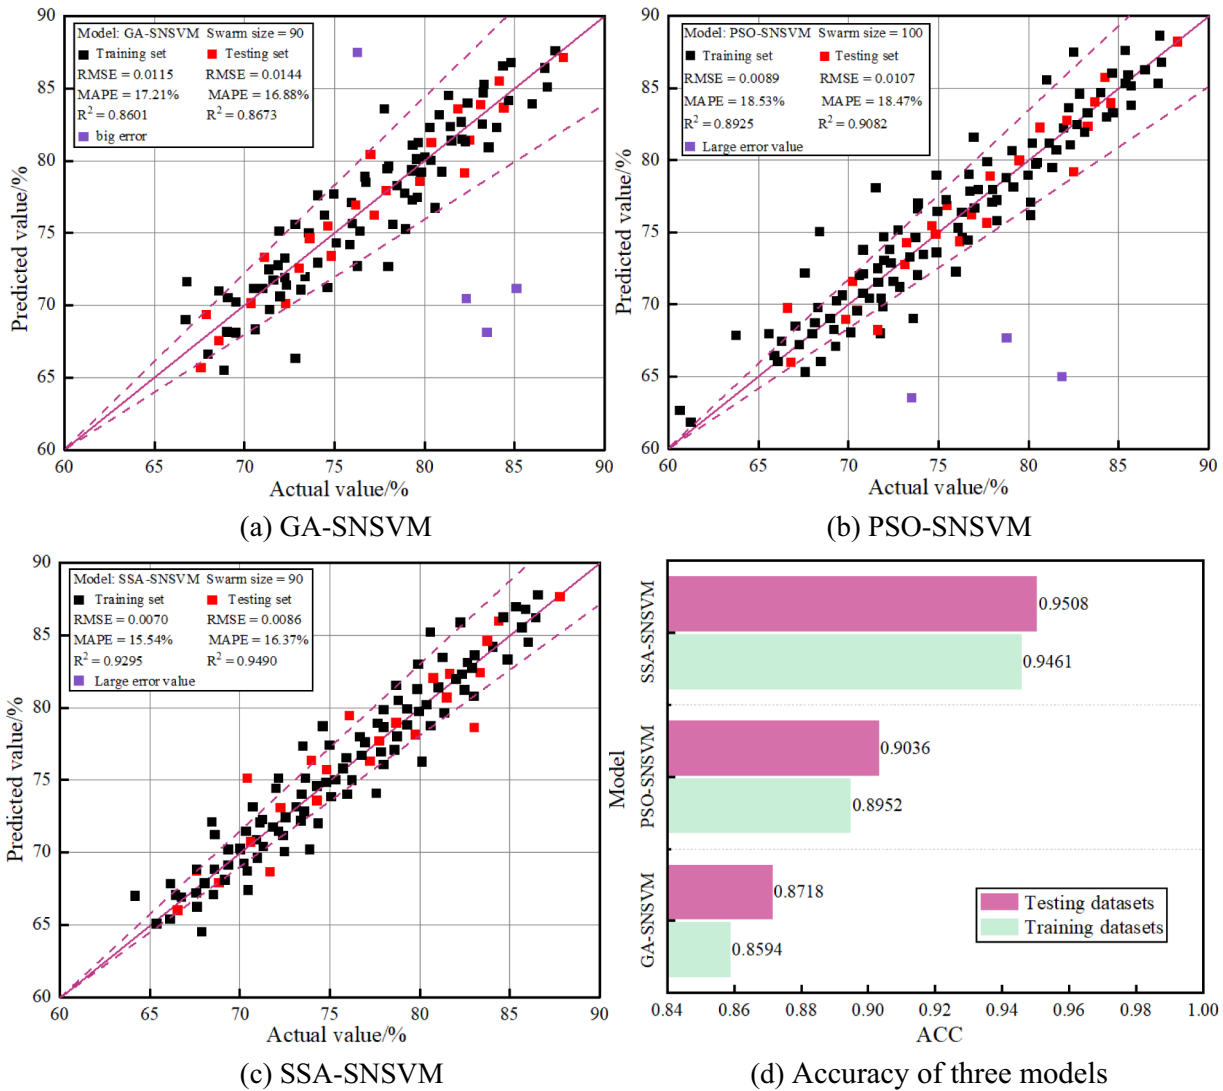 Model: GA-SNSVM Swarm size = 90
Training set Testing set
RMSE = 0.0115 RMSE = 0.0144
MAPE = 17.21% MAPE = 16.88%
R² = 0.8601 R² = 0.8673
big error
90
85
80
75
70
65
60
Predicted value/%
60 65 70 75 80 85 90
Actual value/%
(a) GA-SNSVM
Model: PSO-SNSVM Swarm size = 100
Training set Testing set
RMSE = 0.0089 RMSE = 0.0107
MAPE = 18.53% MAPE = 18.47%
R² = 0.8925 R² = 0.9082
Large error value
90
85
80
75
70
65
60
Predicted value/%
60 65 70 75 80 85 90
Actual value/%
(b) PSO-SNSVM
Model: SSA-SNSVM Swarm size = 90
Training set Testing set
RMSE = 0.0070 RMSE = 0.0086
MAPE = 15.54% MAPE = 16.37%
R² = 0.9295 R² = 0.9490
Large error value
90
85
80
75
70
65
60
Predicted value/%
60 65 70 75 80 85 90
Actual value/%
(c) SSA-SNSVM
Model
SSA-SNSVM
0.9508
0.9461
PSO-SNSVM
0.9036
0.8952
GA-SNSVM
0.8718
0.8594
Testing datasets
Training datasets
0.84 0.86 0.88 0.90 0.92 0.94 0.96 0.98 1.00
ACC
(d) Accuracy of three models